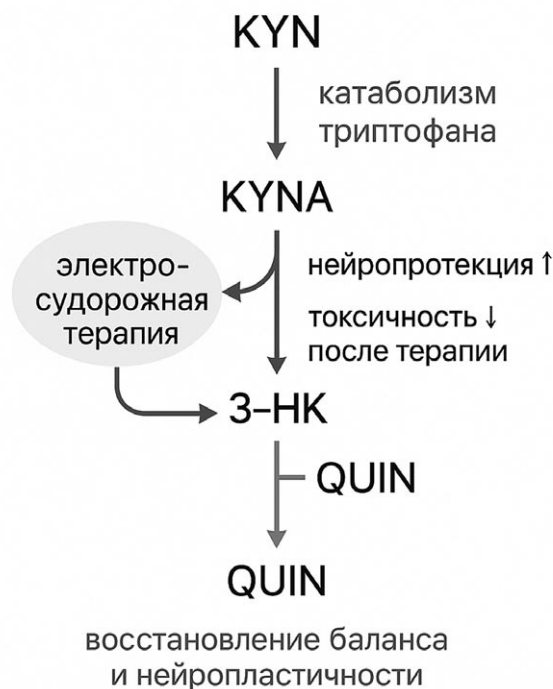 KYN
катаболизм
триптофана
KYNA
электро-
судорожная
терапия
нейропротекция ↑
токсичность ↓
после терапии
3–HK
QUIN
QUIN
восстановление баланса
и нейропластичности